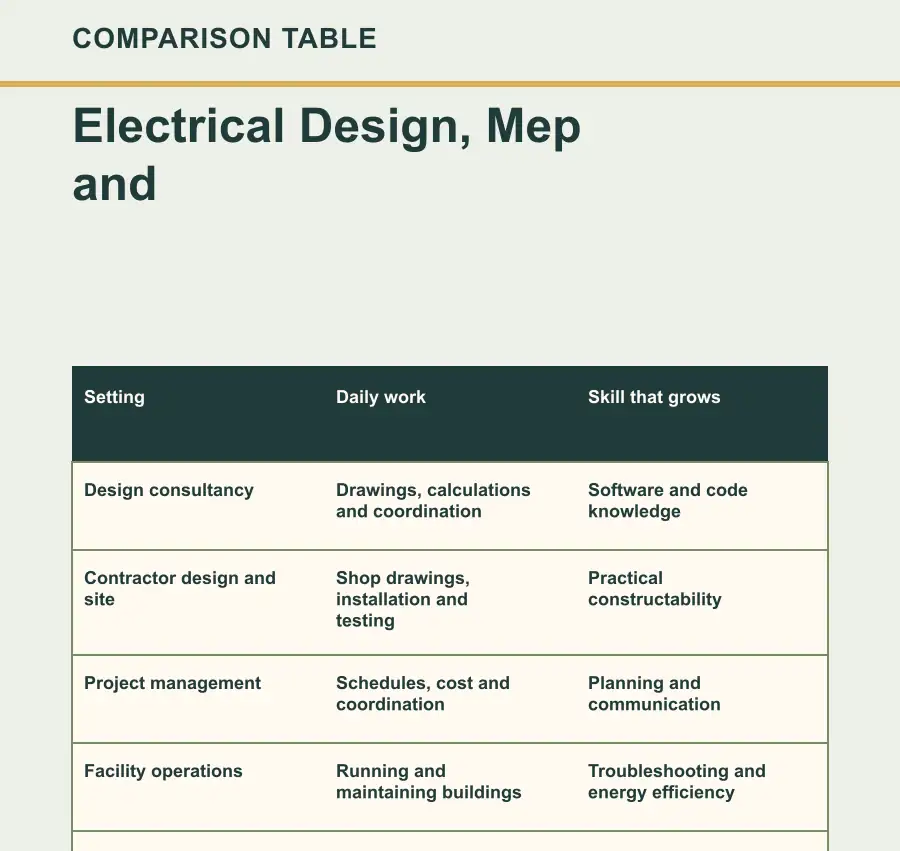 COMPARISON TABLE
Electrical Design, Mep
and
Setting Daily work Skill that grows
Design consultancy Drawings, calculations Software and code
and coordination knowledge
Contractor design and Shop drawings, Practical
site installation and constructability
testing
Project management Schedules, cost and Planning and
coordination communication
Facility operations Running and Troubleshooting and
maintaining buildings energy efficiency